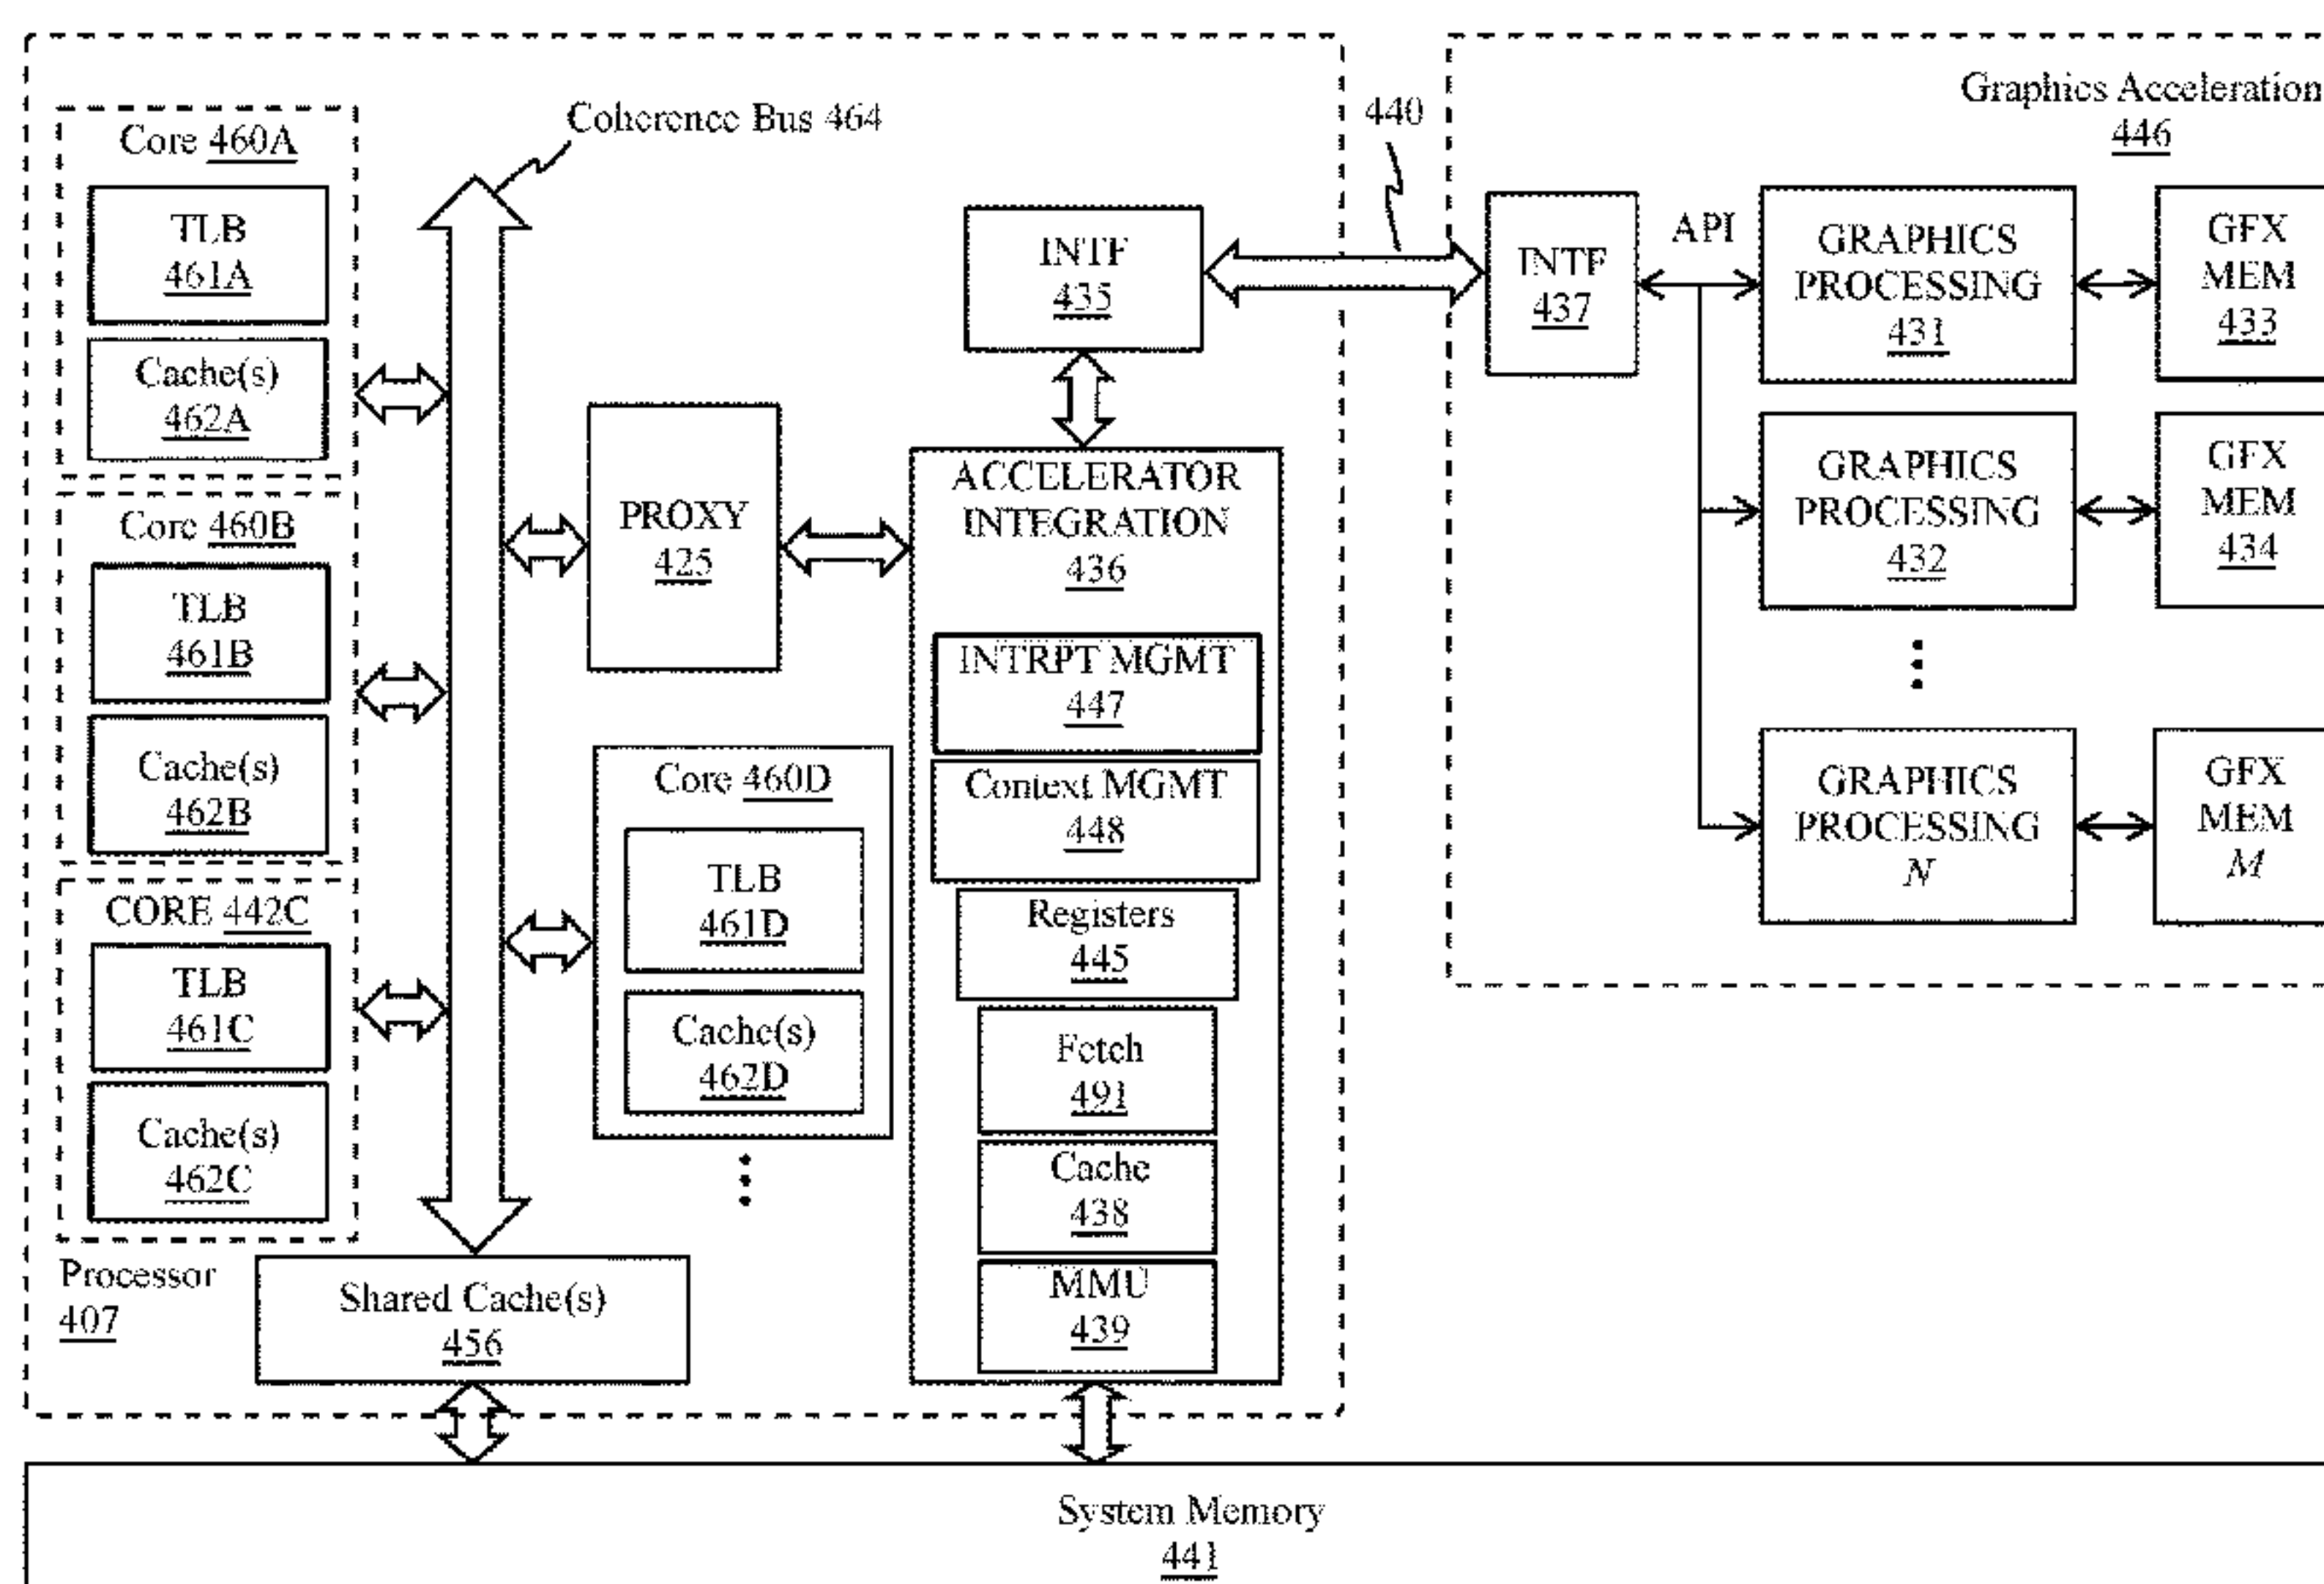 Coherence Bus 464
Core 460A
TLB
461A
Cache(s)
462A
Core 460B
TLB
461B
Cache(s)
462B
CORE 442C
TLB
461C
Cache(s)
462C
Processor
407
Shared Cache(s)
456
PROXY
425
Core 460D
TLB
461D
Cache(s)
462D
INTF
435
ACCELERATOR
INTEGRATION
436
INTRPT MGMT
447
Context MGMT
448
Registers
445
Fetch
491
Cache
438
MMU
439
440
Graphics Acceleration
446
INTF
437
API
GRAPHICS
PROCESSING
431
GFX
MEM
433
GRAPHICS
PROCESSING
432
GFX
MEM
434
GRAPHICS
PROCESSING
N
GFX
MEM
M
System Memory
441